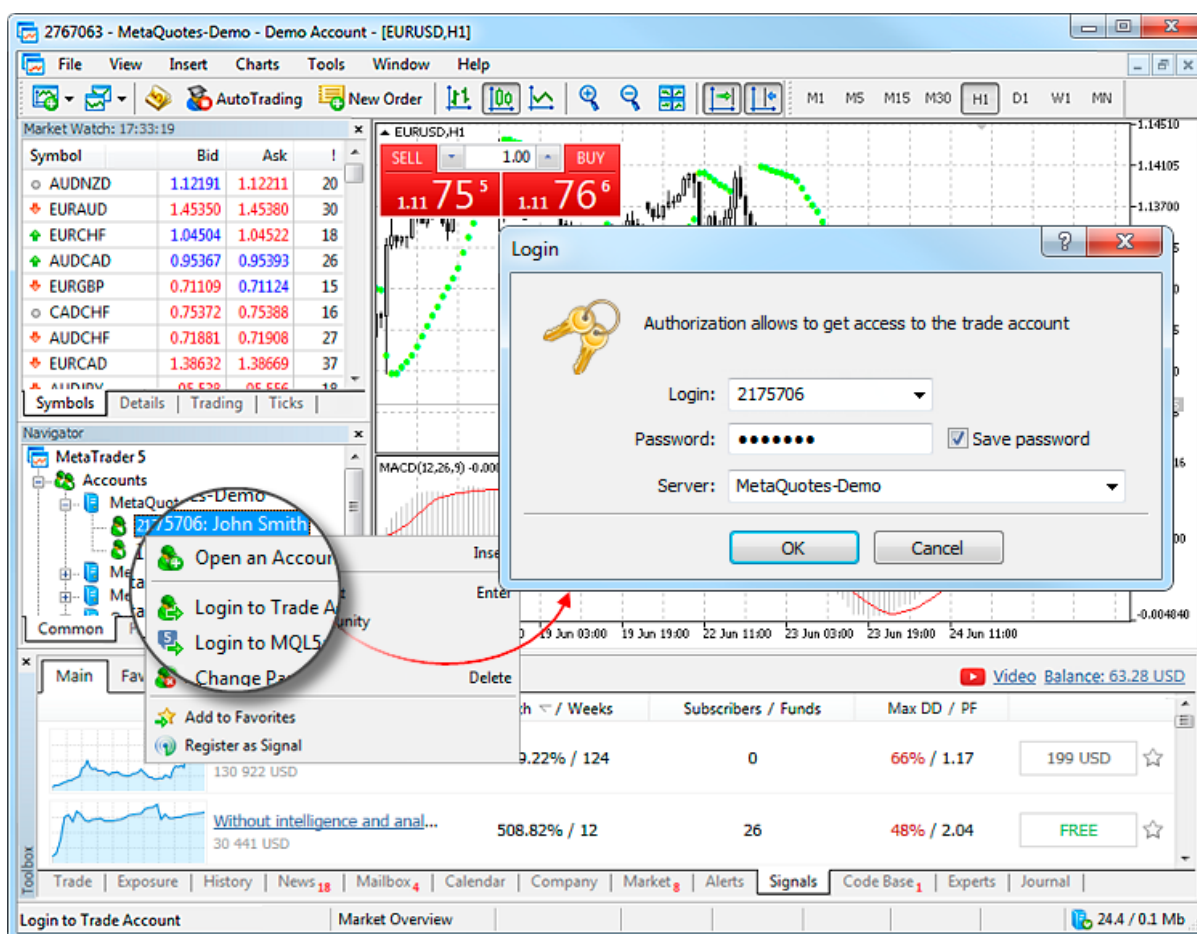 2767063 - MetaQuotes-Demo - Demo Account - [EURUSD,H1]
File View Insert Charts Tools Window Help
AutoTrading New Order M1 M5 M15 M30 H1 D1 W1 MN
Market Watch: 17:33:19
Symbol Bid Ask !
AUDNZD 1.12191 1.12211 20
EURAUD 1.45350 1.45380 30
EURCHF 1.04504 1.04522 18
AUDCAD 0.95367 0.95393 26
EURGBP 0.71109 0.71124 15
CADCHF 0.75372 0.75388 16
AUDCHF 0.71881 0.71908 27
EURCAD 1.38632 1.38669 37
Symbols Details Trading Ticks
EURUSD,H1
SELL 1.00 BUY
1.11 75 5 1.11 76 6
1.14510
1.14105
1.13700
Navigator
MetaTrader 5
Accounts
MetaQuotes-Demo
2175706: John Smith
Open an Accoun
Login to Trade A
Login to MQL5
Change Pa
Inse
Enter
unity
Delete
Add to Favorites
Register as Signal
Common
MACD(12,26,9) -0.000
Login
Authorization allows to get access to the trade account
Login: 2175706
Password: ●●●●●●●
Save password
Server: MetaQuotes-Demo
OK Cancel
-0.004840
19 Jun 03:00 19 Jun 19:00 22 Jun 11:00 23 Jun 03:00 23 Jun 19:00 24 Jun 11:00
Main Fav
Video Balance: 63.28 USD
/ Weeks Subscribers / Funds Max DD / PF
9.22% / 124 0 66% / 1.17 199 USD
130 922 USD
Without intelligence and anal... 508.82% / 12 26 48% / 2.04 FREE
30 441 USD
Toolbox
Trade Exposure History News 18 Mailbox 4 Calendar Company Market 8 Alerts Signals Code Base 1 Experts Journal
Login to Trade Account Market Overview 24.4 / 0.1 Mb